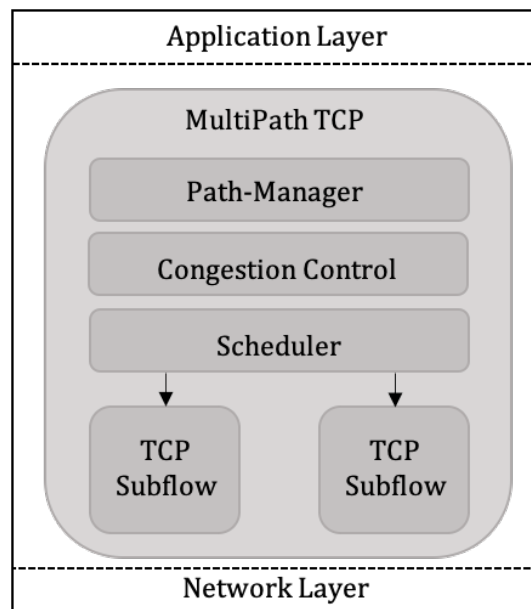 Application Layer
MultiPath TCP
Path-Manager
Congestion Control
Scheduler
TCP
Subflow
TCP
Subflow
Network Layer